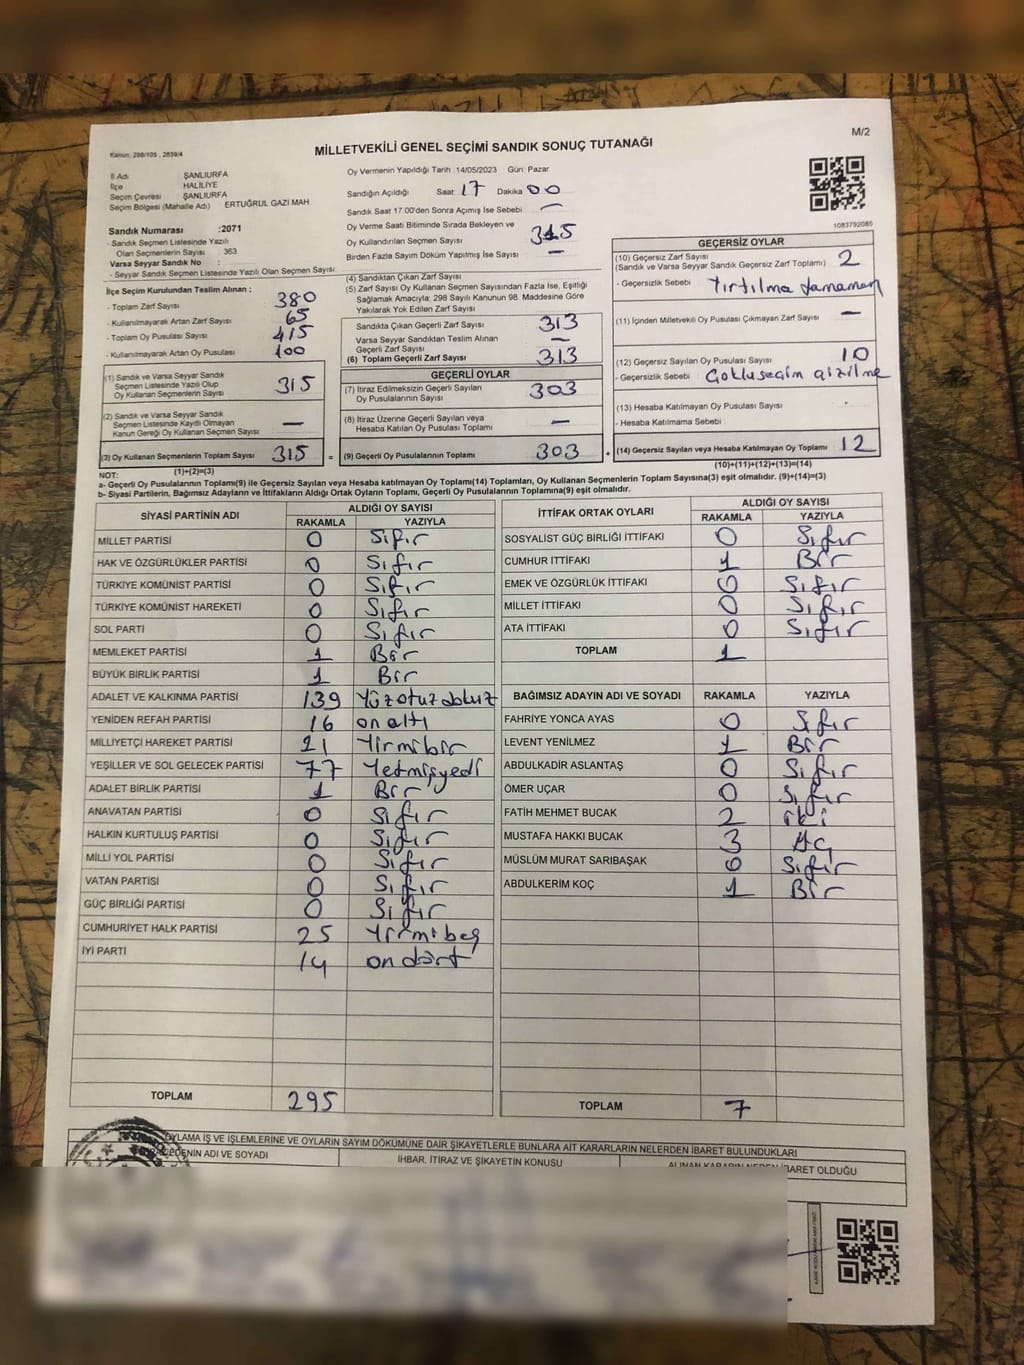 Kanun; 298/105 , 2839/4
MİLLETVEKİLİ GENEL SEÇİMİ SANDIK SONUÇ TUTANAĞI
M/2
İl Adı ŞANLIURFA
İlçe HALİLİYE
Seçim Çevresi ŞANLIURFA
Seçim Bölgesi (Mahalle Adı) ERTUĞRUL GAZİ MAH
Sandık Numarası :2071
- Sandık Seçmen Listesinde Yazılı
Olan Seçmenlerin Sayısı : 363
Varsa Seyyar Sandık No :
- Seyyar Sandık Seçmen Listesinde Yazılı Olan Seçmen Sayısı:
Oy Vermenin Yapıldığı Tarih :14/05/2023 Gün: Pazar
Sandığın Açıldığı Saat 17 Dakika 00
Sandık Saat 17:00'den Sonra Açımış İse Sebebi : —
Oy Verme Saati Bitiminde Sırada Bekleyen ve
Oy Kullandırılan Seçmen Sayısı 315
Birden Fazla Sayım Döküm Yapılmış İse Sayısı : —
1083792085
İlçe Seçim Kurulundan Teslim Alınan :
- Toplam Zarf Sayısı 380
- Kullanılmayarak Artan Zarf Sayısı 65
- Toplam Oy Pusulası Sayısı 415
- Kullanılmayarak Artan Oy Pusulası 100
(1) Sandık ve Varsa Seyyar Sandık
Seçmen Listesinde Yazılı Olup
Oy Kullanan Seçmenlerin Sayısı 315
(2) Sandık ve Varsa Seyyar Sandık
Seçmen Listesinde Kayıtlı Olmayan
Kanun Gereği Oy Kullanan Seçmen Sayısı —
(3) Oy Kullanan Seçmenlerin Toplam Sayısı 315 =
(1)+(2)=(3)
(4) Sandıktan Çıkan Zarf Sayısı
(5) Zarf Sayısı Oy Kullanan Seçmen Sayısından Fazla İse, Eşitliği
Sağlamak Amacıyla, 298 Sayılı Kanunun 98. Maddesine Göre
Yakılarak Yok Edilen Zarf Sayısı
Sandıkta Çıkan Geçerli Zarf Sayısı 313
Varsa Seyyar Sandıktan Teslim Alınan
Geçerli Zarf Sayısı —
(6) Toplam Geçerli Zarf Sayısı 313
GEÇERLİ OYLAR
(7) İtiraz Edilmeksizin Geçerli Sayılan
Oy Pusulalarının Sayısı 303
(8) İtiraz Üzerine Geçerli Sayılan veya
Hesaba Katılan Oy Pusulası Toplamı —
(9) Geçerli Oy Pusulalarının Toplamı 303 +
GEÇERSİZ OYLAR
(10) Geçersiz Zarf Sayısı
(Sandık ve Varsa Seyyar Sandık Geçersiz Zarf Toplamı) 2
- Geçersizlik Sebebi
(11) İçinden Milletvekili Oy Pusulası Çıkmayan Zarf Sayısı —
(12) Geçersiz Sayılan Oy Pusulası Sayısı 10
- Geçersizlik Sebebi
(13) Hesaba Katılmayan Oy Pusulası Sayısı
- Hesaba Katılmama Sebebi
(14) Geçersiz Sayılan veya Hesaba Katılmayan Oy Toplamı 12
(10)+(11)+(12)+(13)=(14)
NOT:
a- Geçerli Oy Pusulalarının Toplamı(9) ile Geçersiz Sayılan veya Hesaba katılmayan Oy Toplamı(14) Toplamları, Oy Kullanan Seçmenlerin Toplam Sayısına(3) eşit olmalıdır. (9)+(14)=(3)
b- Siyasi Partilerin, Bağımsız Adayların ve İttifakların Aldığı Ortak Oyların Toplamı, Geçerli Oy Pusulalarının Toplamına(9) eşit olmalıdır.
SİYASİ PARTİNİN ADI ALDIĞI OY SAYISI
RAKAMLA YAZIYLA
MİLLET PARTİSİ 0 Sıfır
HAK VE ÖZGÜRLÜKLER PARTİSİ 0 Sıfır
TÜRKİYE KOMÜNİST PARTİSİ 0 Sıfır
TÜRKİYE KOMÜNİST HAREKETİ 0 Sıfır
SOL PARTİ 0 Sıfır
MEMLEKET PARTİSİ 1 Bir
BÜYÜK BİRLİK PARTİSİ 1 Bir
ADALET VE KALKINMA PARTİSİ 139 Yüzotuzdokuz
YENİDEN REFAH PARTİSİ 16 on altı
MİLLİYETÇİ HAREKET PARTİSİ 21 Yirmibir
YEŞİLLER VE SOL GELECEK PARTİSİ 77 Yetmişyedi
ADALET BİRLİK PARTİSİ 1 Bir
ANAVATAN PARTİSİ 0 Sıfır
HALKIN KURTULUŞ PARTİSİ 0 Sıfır
MİLLİ YOL PARTİSİ 0 Sıfır
VATAN PARTİSİ 0 Sıfır
GÜÇ BİRLİĞİ PARTİSİ 0 Sıfır
CUMHURİYET HALK PARTİSİ 25 Yirmibeş
İYİ PARTİ 14 on dört
TOPLAM 295
İTTİFAK ORTAK OYLARI ALDIĞI OY SAYISI
RAKAMLA YAZIYLA
SOSYALİST GÜÇ BİRLİĞİ İTTİFAKI 0 Sıfır
CUMHUR İTTİFAKI 1 Bir
EMEK VE ÖZGÜRLÜK İTTİFAKI 0 Sıfır
MİLLET İTTİFAKI 0 Sıfır
ATA İTTİFAKI 0 Sıfır
TOPLAM 1
BAĞIMSIZ ADAYIN ADI VE SOYADI RAKAMLA YAZIYLA
FAHRİYE YONCA AYAS 0 Sıfır
LEVENT YENİLMEZ 1 Bir
ABDULKADİR ASLANTAŞ 0 Sıfır
ÖMER UÇAR 0 Sıfır
FATİH MEHMET BUCAK 2 iki
MUSTAFA HAKKI BUCAK 3 üç
MÜSLÜM MURAT SARIBAŞAK 0 Sıfır
ABDULKERİM KOÇ 1 Bir
TOPLAM 7
OYLAMA İŞ VE İŞLEMLERİNE VE OYLARIN SAYIM DÖKÜMÜNE DAİR ŞİKAYETLERLE BUNLARA AİT KARARLARIN NELERDEN İBARET BULUNDUKLARI
ADI VE SOYADI İHBAR, İTİRAZ VE ŞİKAYETİN KONUSU ALINAN KARARIN NEDEN İBARET OLDUĞU